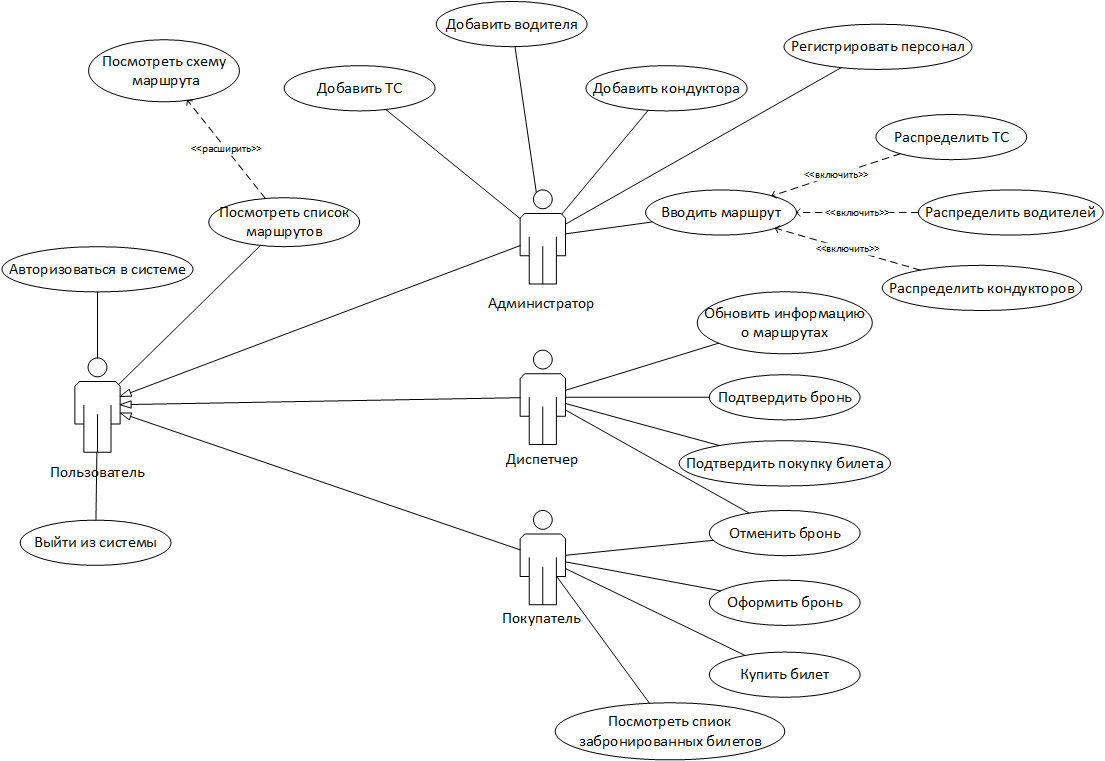 Добавить водителя
Регистрировать персонал
Посмотреть схему
маршрута
Добавить ТС
Добавить кондуктора
<<расширить>>
Распределить ТС
<<включить>>
Посмотреть список
маршрутов
Вводить маршрут
<<включить>>
Распределить водителей
<<включить>>
Авторизоваться в системе
Распределить кондукторов
Администратор
Обновить информацию
о маршрутах
Подтвердить бронь
Диспетчер
Подтвердить покупку билета
Пользователь
Отменить бронь
Выйти из системы
Оформить бронь
Покупатель
Купить билет
Посмотреть спиок
забронированных билетов